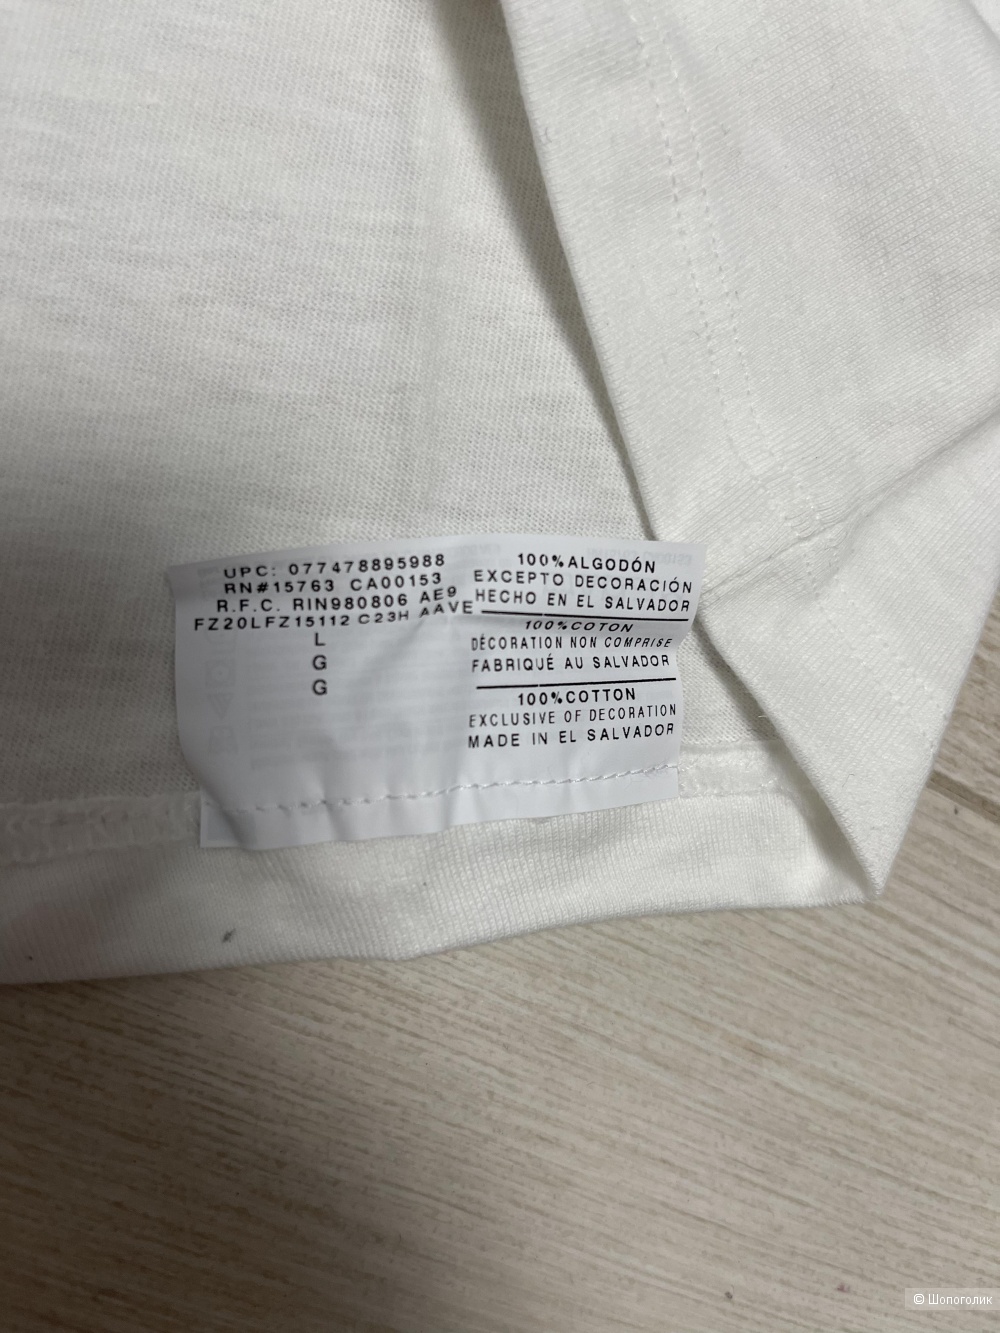 UPC: 077478895988
RN#15763 CA00153
R.F.C. RIN980806 AE9
FZ20LFZ15112 C23H AAVE
L
G
G
100%ALGODÓN
EXCEPTO DECORACIÓN
HECHO EN EL SALVADOR
100%COTON
DÉCORATION NON COMPRISE
FABRIQUÉ AU SALVADOR
100%COTTON
EXCLUSIVE OF DECORATION
MADE IN EL SALVADOR
© Шопоголик